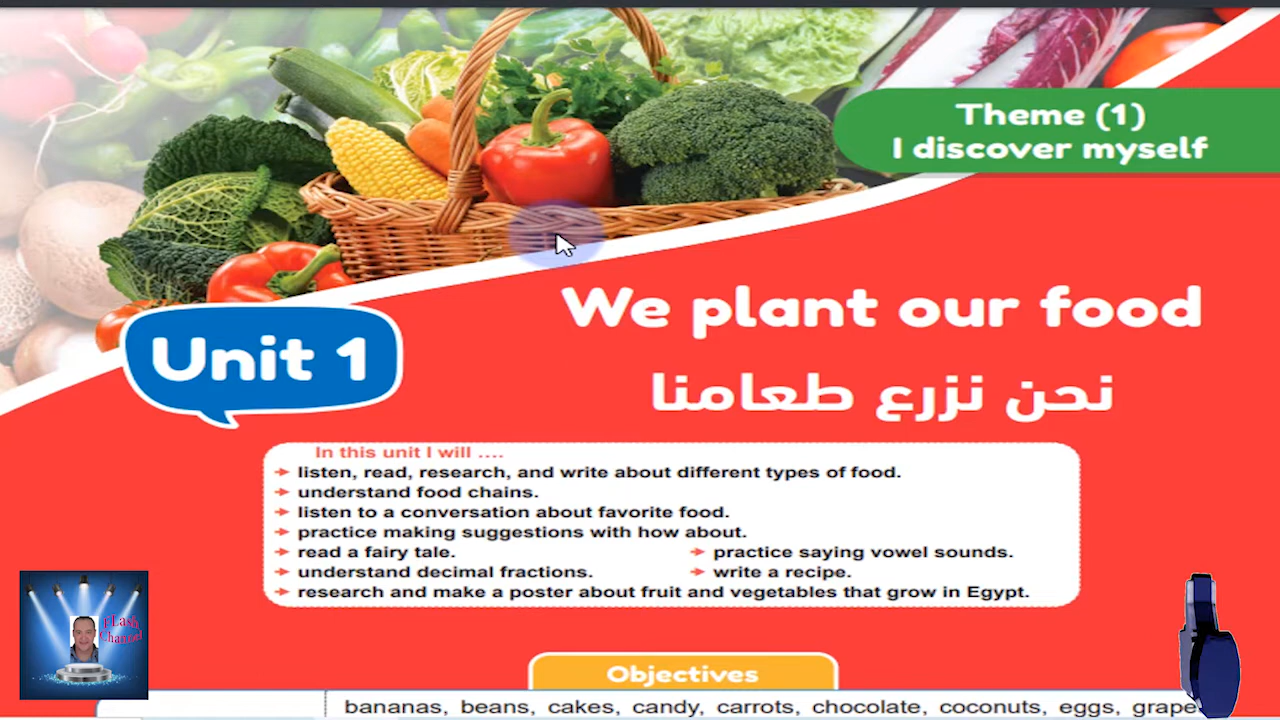 Theme (1)
I discover myself
We plant our food
Unit 1
نحن نزرع طعامنا
In this unit I will ....
listen, read, research, and write about different types of food.
understand food chains.
listen to a conversation about favorite food.
practice making suggestions with how about.
read a fairy tale.
practice saying vowel sounds.
understand decimal fractions.
write a recipe.
research and make a poster about fruit and vegetables that grow in Egypt.
fLash
Channel
Objectives
bananas, beans, cakes, candy, carrots, chocolate, coconuts, eggs, grape